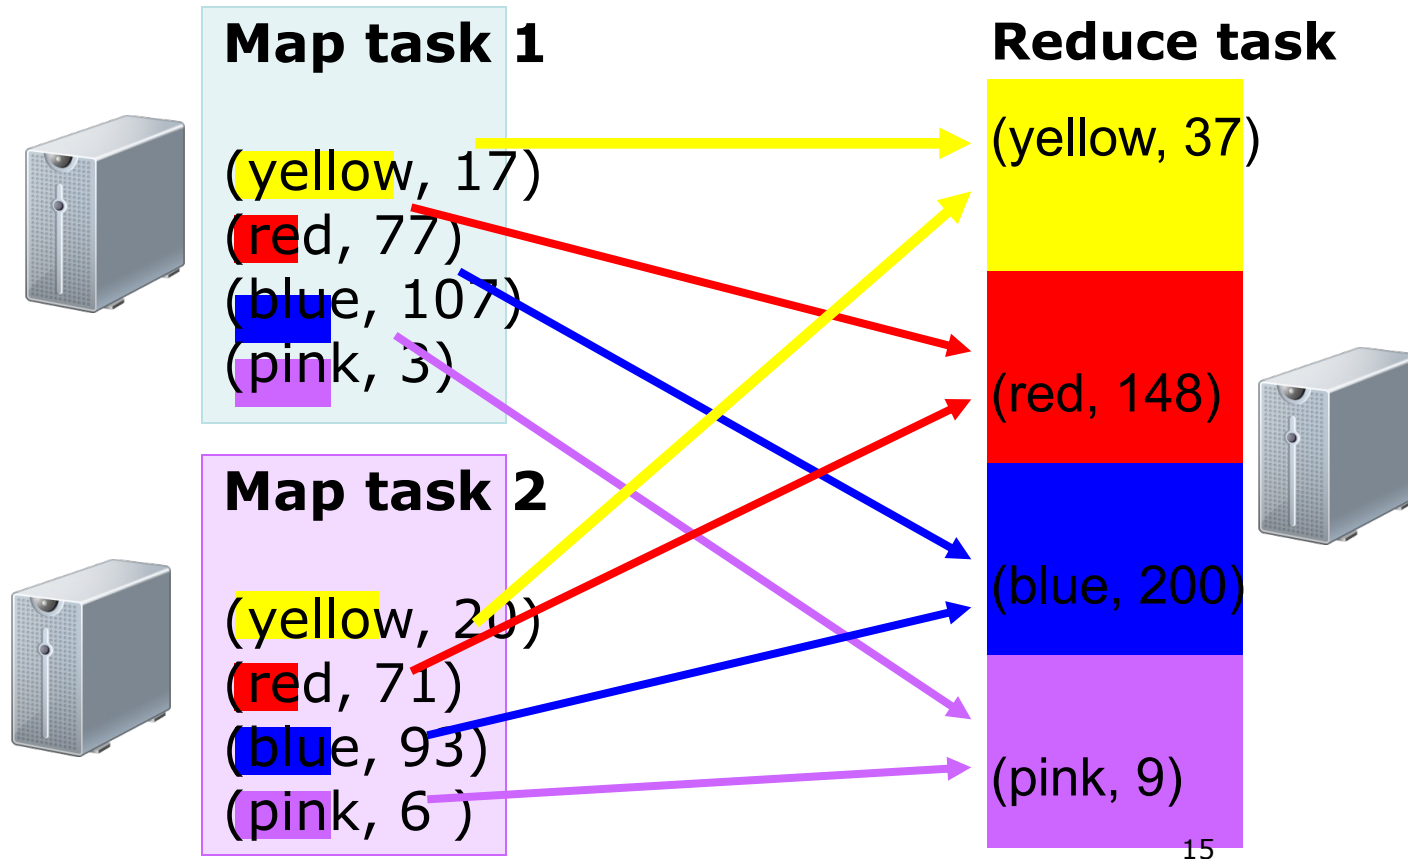 Map task 1
(yellow, 17)
(red, 77)
(blue, 107)
(pink, 3)
Map task 2
(yellow, 20)
(red, 71)
(blue, 93)
(pink, 6 )
Reduce task
(yellow, 37)
(red, 148)
(blue, 200)
(pink, 9)
15